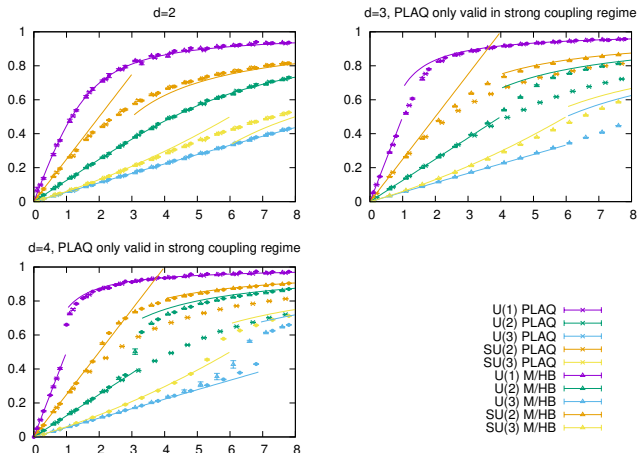 d=2
1
0.8
0.6
0.4
0.2
0
0 1 2 3 4 5 6 7 8
d=3, PLAQ only valid in strong coupling regime
1
0.8
0.6
0.4
0.2
0
0 1 2 3 4 5 6 7 8
d=4, PLAQ only valid in strong coupling regime
1
0.8
0.6
0.4
0.2
0
0 1 2 3 4 5 6 7 8
U(1) PLAQ
U(2) PLAQ
U(3) PLAQ
SU(2) PLAQ
SU(3) PLAQ
U(1) M/HB
U(2) M/HB
U(3) M/HB
SU(2) M/HB
SU(3) M/HB